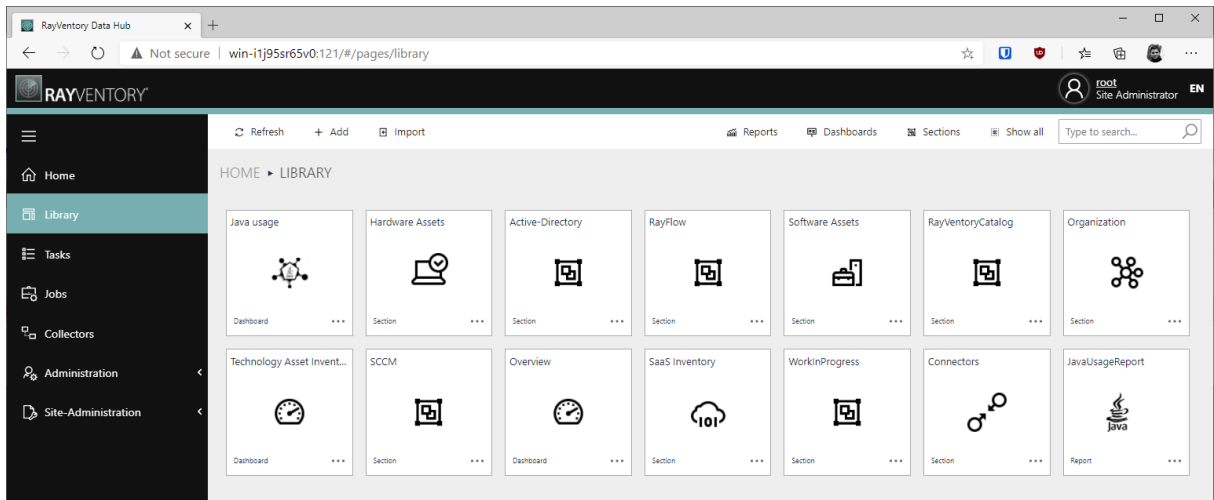 RayVentory Data Hub
Not secure win-i1j95sr65v0:121/#/pages/library
RAYVENTORY
root
Site Administrator
EN
Refresh Add Import Reports Dashboards Sections Show all Type to search...
Home
Library
Tasks
Jobs
Collectors
Administration
Site-Administration
HOME ▸ LIBRARY
Java usage Hardware Assets Active-Directory RayFlow Software Assets RayVentoryCatalog Organization
Dashboard Section Section Section Section Section Section
Technology Asset Invent... SCCM Overview SaaS Inventory WorkInProgress Connectors JavaUsageReport
101 Java
Dashboard Section Dashboard Section Section Section Report